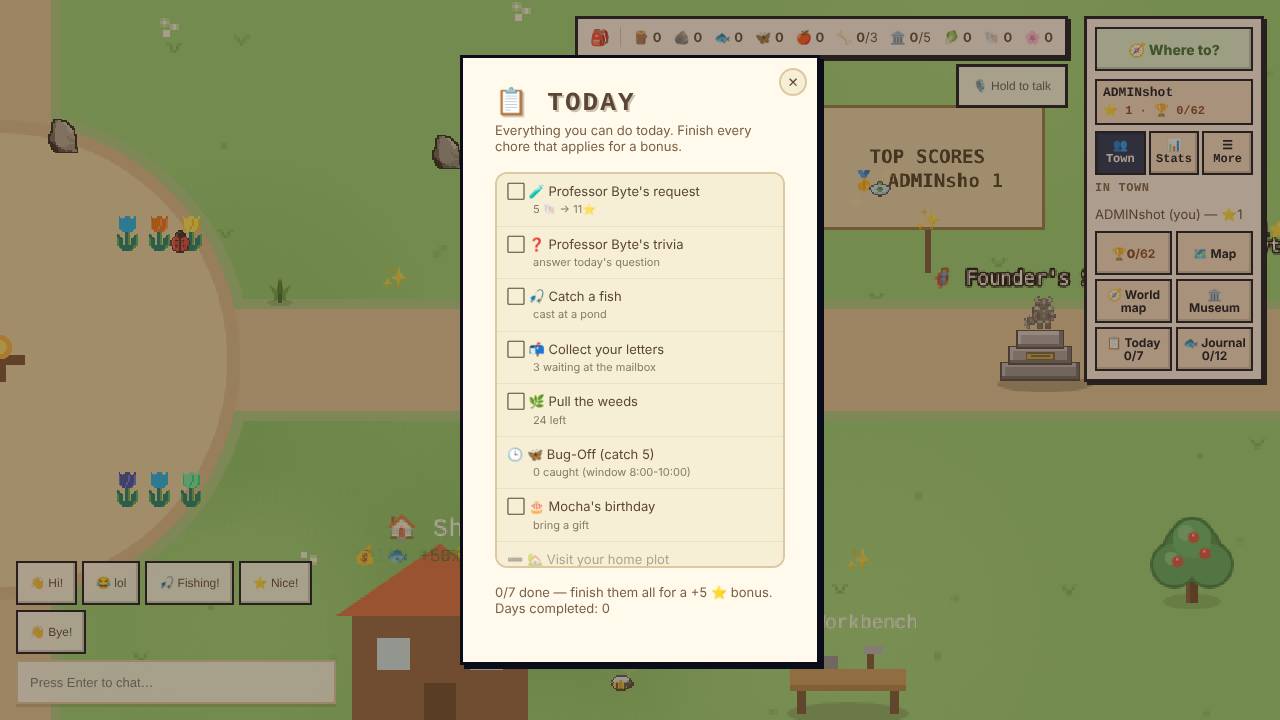 0 0 0 0 0 0/3 0/5 0 0 0
Hold to talk
Where to?
ADMINshot
1 · 0/62
Town
Stats
More
IN TOWN
ADMINshot (you) — 1
0/62
Map
World map
Museum
Today 0/7
Journal 0/12
TOP SCORES
ADMINsho 1
Founder's
TODAY
Everything you can do today. Finish every
chore that applies for a bonus.
Professor Byte's request
5 → 11
Professor Byte's trivia
answer today's question
Catch a fish
cast at a pond
Collect your letters
3 waiting at the mailbox
Pull the weeds
24 left
Bug-Off (catch 5)
0 caught (window 8:00-10:00)
Mocha's birthday
bring a gift
Visit your home plot
0/7 done — finish them all for a +5 bonus.
Days completed: 0
Sh
+50%
orkbench
Hi!
lol
Fishing!
Nice!
Bye!
Press Enter to chat…